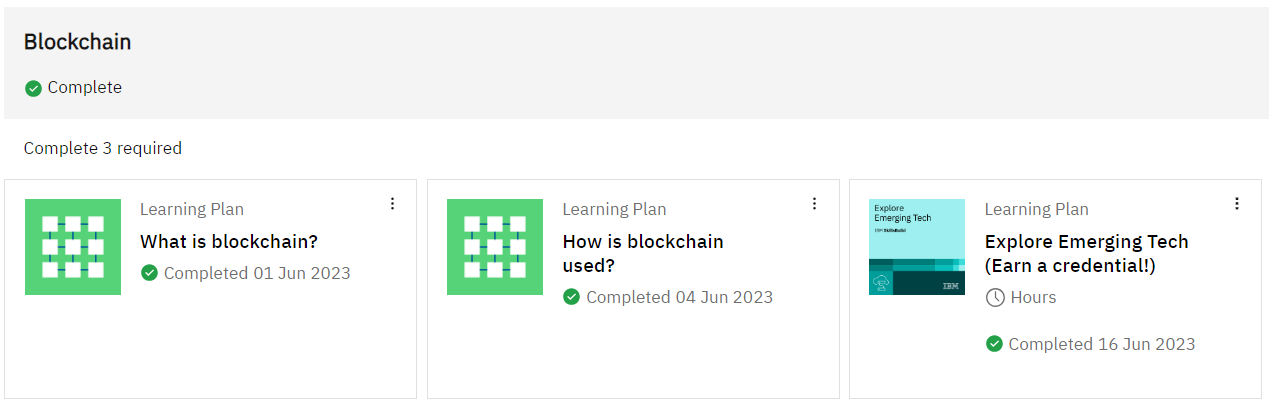 Blockchain
Complete
Complete 3 required
Learning Plan
What is blockchain?
Completed 01 Jun 2023
Learning Plan
How is blockchain
used?
Completed 04 Jun 2023
Explore
Emerging Tech
IBM SkillsBuild
IBM
Learning Plan
Explore Emerging Tech
(Earn a credential!)
Hours
Completed 16 Jun 2023